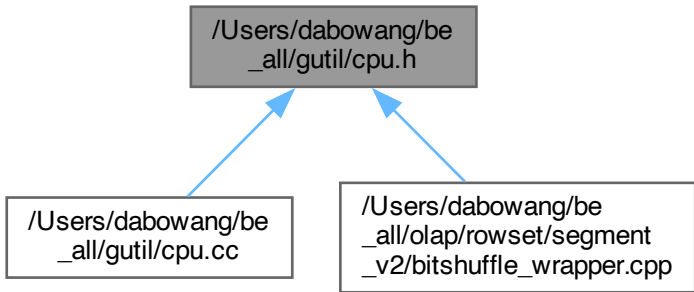 /Users/dabowang/be
_all/gutil/cpu.h
/Users/dabowang/be
_all/gutil/cpu.cc
/Users/dabowang/be
_all/olap/rowset/segment
_v2/bitshuffle_wrapper.cpp